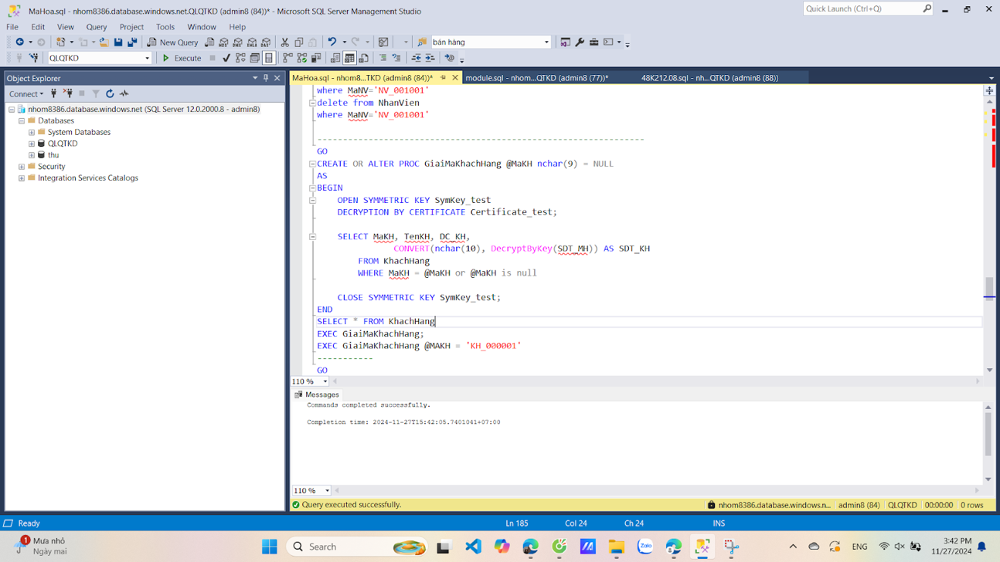 MaHoa.sql - nhom8386.database.windows.net.QLQTKD (admin8 (84))* - Microsoft SQL Server Management Studio
Quick Launch (Ctrl+Q)
File Edit View Query Project Tools Window Help
New Query
bán hàng
QLQTKD
Execute
Object Explorer
Connect
nhom8386.database.windows.net (SQL Server 12.0.2000.8 - admin8)
Databases
System Databases
QLQTKD
thu
Security
Integration Services Catalogs
MaHoa.sql - nhom8...TKD (admin8 (84))*
module.sql - nhom...QTKD (admin8 (77))*
48K212.08.sql - nh...QTKD (admin8 (88))
where MaNV='NV_001001'
delete from NhanVien
where MaNV='NV_001001'
----------------------------------------------------------------
GO
CREATE OR ALTER PROC GiaiMaKhachHang @MaKH nchar(9) = NULL
AS
BEGIN
OPEN SYMMETRIC KEY SymKey_test
DECRYPTION BY CERTIFICATE Certificate_test;
SELECT MaKH, TenKH, DC_KH,
CONVERT(nchar(10), DecryptByKey(SDT_MH)) AS SDT_KH
FROM KhachHang
WHERE MaKH = @MaKH or @MaKH is null
CLOSE SYMMETRIC KEY SymKey_test;
END
SELECT * FROM KhachHang
EXEC GiaiMaKhachHang;
EXEC GiaiMaKhachHang @MAKH = 'KH_000001'
-----------
GO
110 %
Messages
Commands completed successfully.
Completion time: 2024-11-27T15:42:05.7401041+07:00
110 %
Query executed successfully.
nhom8386.database.windows.n... admin8 (84) QLQTKD 00:00:00 0 rows
Ready
Ln 185
Col 24
Ch 24
INS
1
Mưa nhỏ
Ngày mai
Search
Zalo
ENG
3:42 PM
11/27/2024